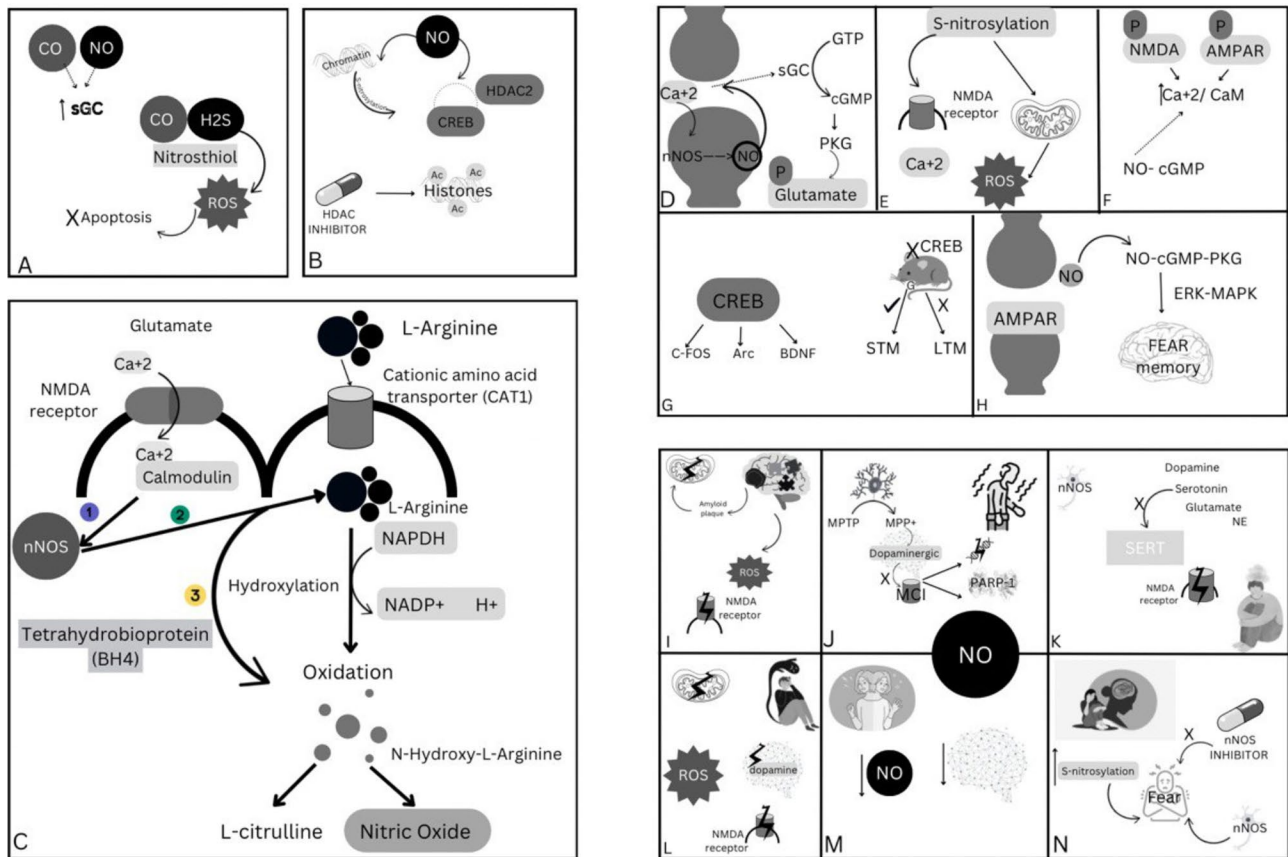 CO
NO
sGC
CO
H2S
Nitrosthiol
ROS
X Apoptosis
A
NO
Chromatin
S-nitrosylation
HDAC2
CREB
HDAC
INHIBITOR
Ac
Ac
Histones
Ac
Ac
B
Glutamate
Ca+2
NMDA
receptor
Ca+2
Calmodulin
L-Arginine
Cationic amino acid
transporter (CAT1)
L-Arginine
1
2
nNOS
NAPDH
Hydroxylation
3
NADP+ H+
Tetrahydrobioprotein
(BH4)
Oxidation
N-Hydroxy-L-Arginine
L-citrulline
Nitric Oxide
C
GTP
sGC
Ca+2
cGMP
PKG
nNOS
NO
P
Glutamate
D
S-nitrosylation
NMDA
receptor
Ca+2
ROS
E
P
P
NMDA
AMPAR
Ca+2/ CaM
NO- cGMP
F
CREB
C-FOS
Arc
BDNF
X CREB
G
X
STM
LTM
G
NO
NO-cGMP-PKG
ERK-MAPK
AMPAR
FEAR
memory
H
Amyloid
plaque
ROS
NMDA
receptor
I
MPTP
MPP+
Dopaminergic
X
MCI
PARP-1
J
nNOS
Dopamine
Serotonin
X
Glutamate
NE
SERT
NMDA
receptor
K
NO
ROS
dopamine
NMDA
receptor
L
NO
M
X
nNOS
INHIBITOR
S-nitrosylation
Fear
nNOS
N